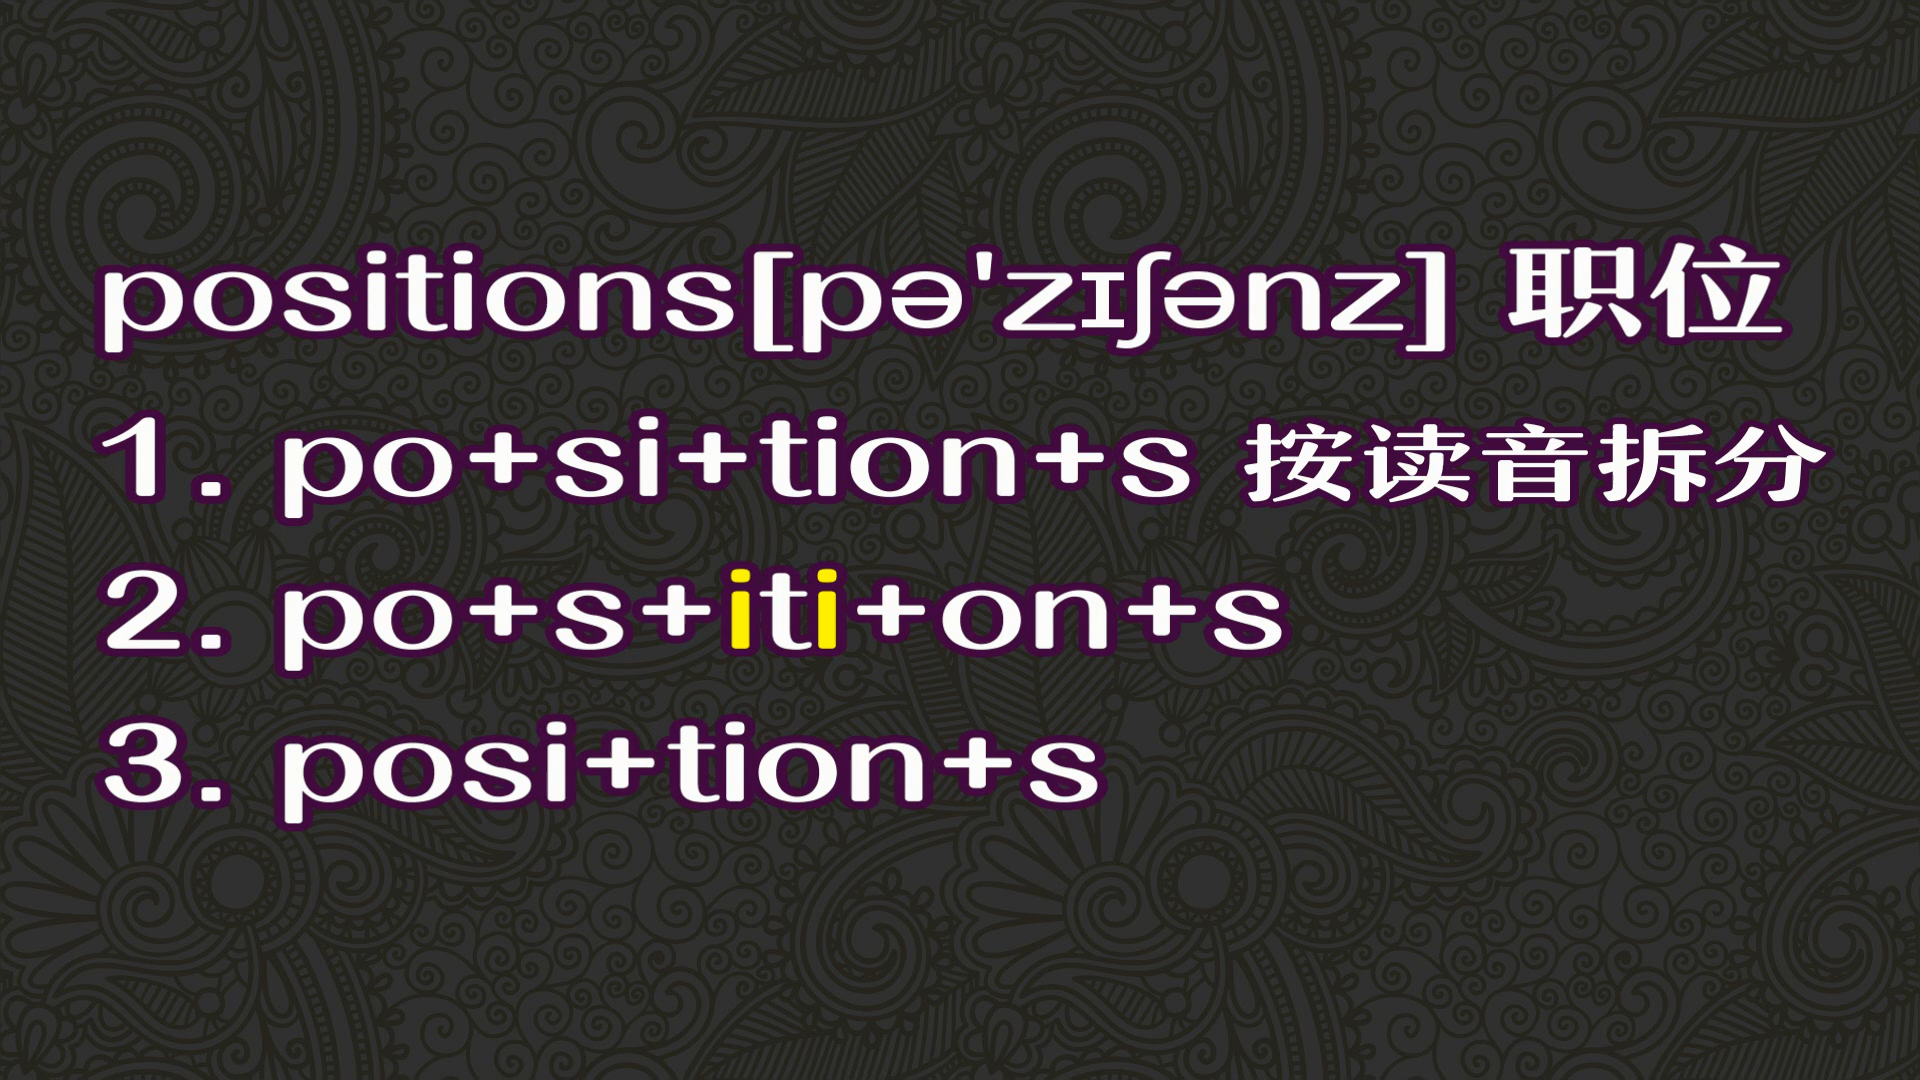 positions[pə'zɪʃənz] 职位
1. po+si+tion+s 按读音拆分
2. po+s+iti+on+s
3. posi+tion+s